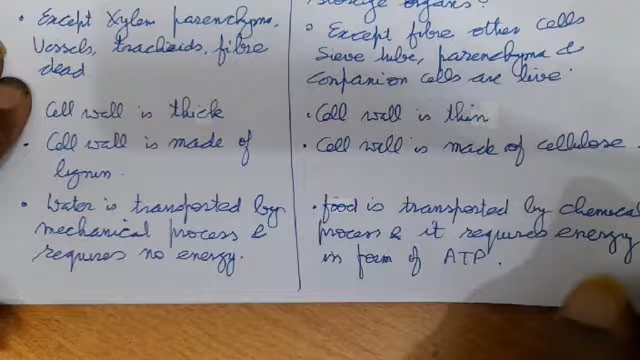 storage organs.
• Except Xylem parenchyma,
Vessels, tracheids, fibre
dead
Cell wall is thick
• Cell wall is made of
lignin.
• Water is transported by
mechanical process &
requires no energy.
• Except fibre other cells
Sieve tube, parenchyma &
companion cells are live.
• Cell wall is thin
• Cell wall is made of cellulose.
• food is transported by chemical
process & it requires energy
in form of ATP.